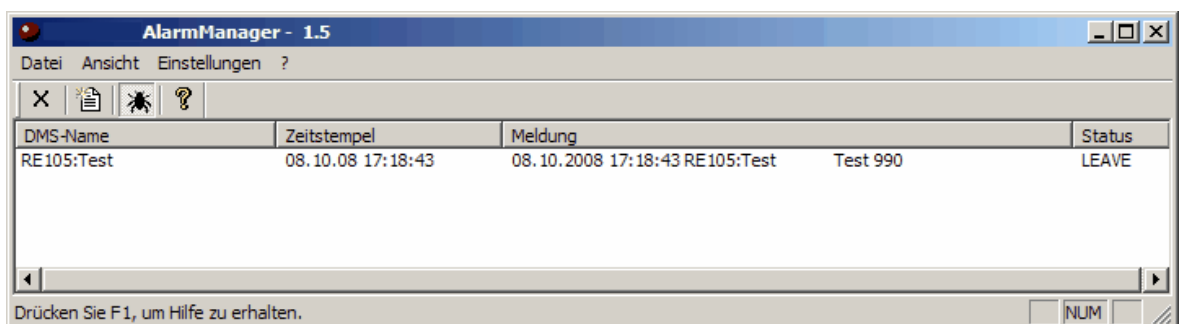 AlarmManager - 1.5
Datei Ansicht Einstellungen ?
DMS-Name Zeitstempel Meldung Status
RE105:Test 08.10.08 17:18:43 08.10.2008 17:18:43 RE105:Test Test 990 LEAVE
Drücken Sie F1, um Hilfe zu erhalten. NUM